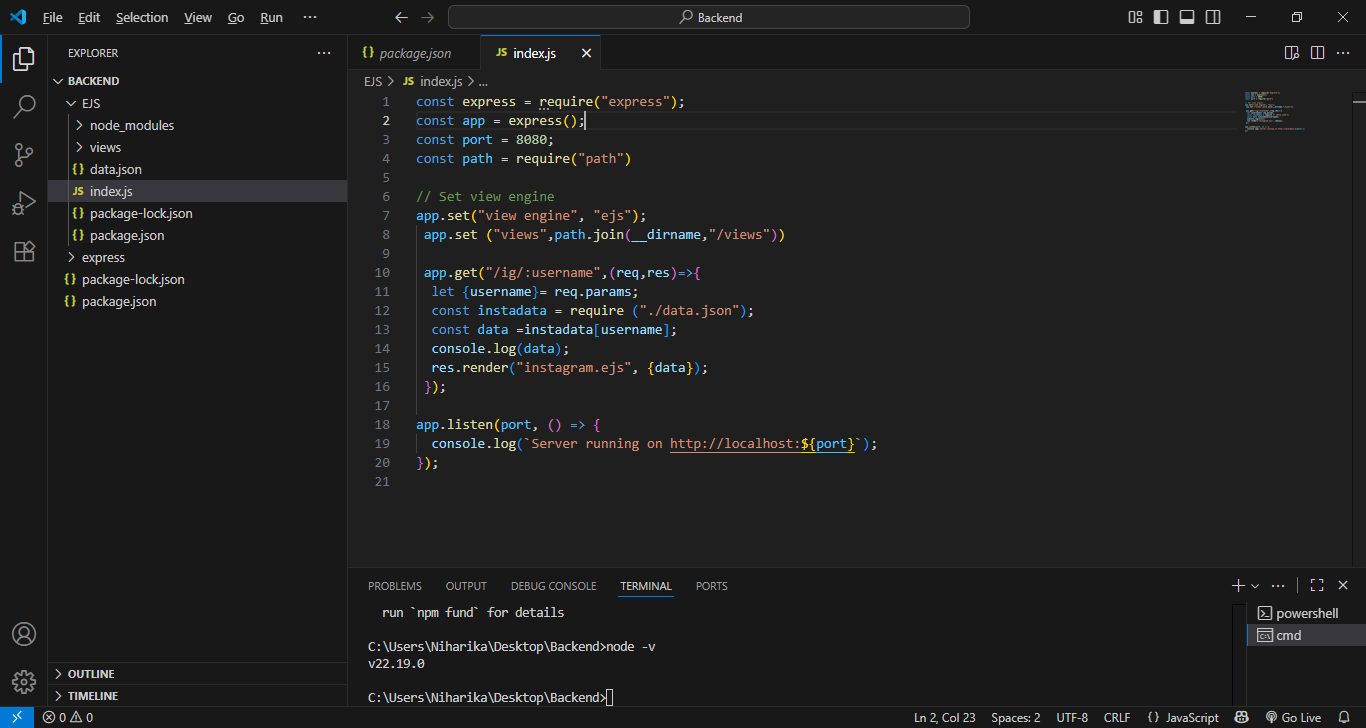 File Edit Selection View Go Run ··· Backend
EXPLORER ···
BACKEND
EJS
node_modules
views
{} data.json
JS index.js
{} package-lock.json
{} package.json
express
{} package-lock.json
{} package.json
OUTLINE
TIMELINE
{} package.json JS index.js
EJS > JS index.js > ...
1 const express = require("express");
2 const app = express();
3 const port = 8080;
4 const path = require("path")
5
6 // Set view engine
7 app.set("view engine", "ejs");
8 app.set ("views",path.join(__dirname,"/views"))
9
10 app.get("/ig/:username",(req,res)=>{
11 let {username}= req.params;
12 const instadata = require ("./data.json");
13 const data =instadata[username];
14 console.log(data);
15 res.render("instagram.ejs", {data});
16 });
17
18 app.listen(port, () => {
19 console.log(`Server running on http://localhost:${port}`);
20 });
21
PROBLEMS OUTPUT DEBUG CONSOLE TERMINAL PORTS
run `npm fund` for details
C:\Users\Niharika\Desktop\Backend>node -v
v22.19.0
C:\Users\Niharika\Desktop\Backend>
powershell
cmd
0 0 Ln 2, Col 23 Spaces: 2 UTF-8 CRLF {} JavaScript Go Live